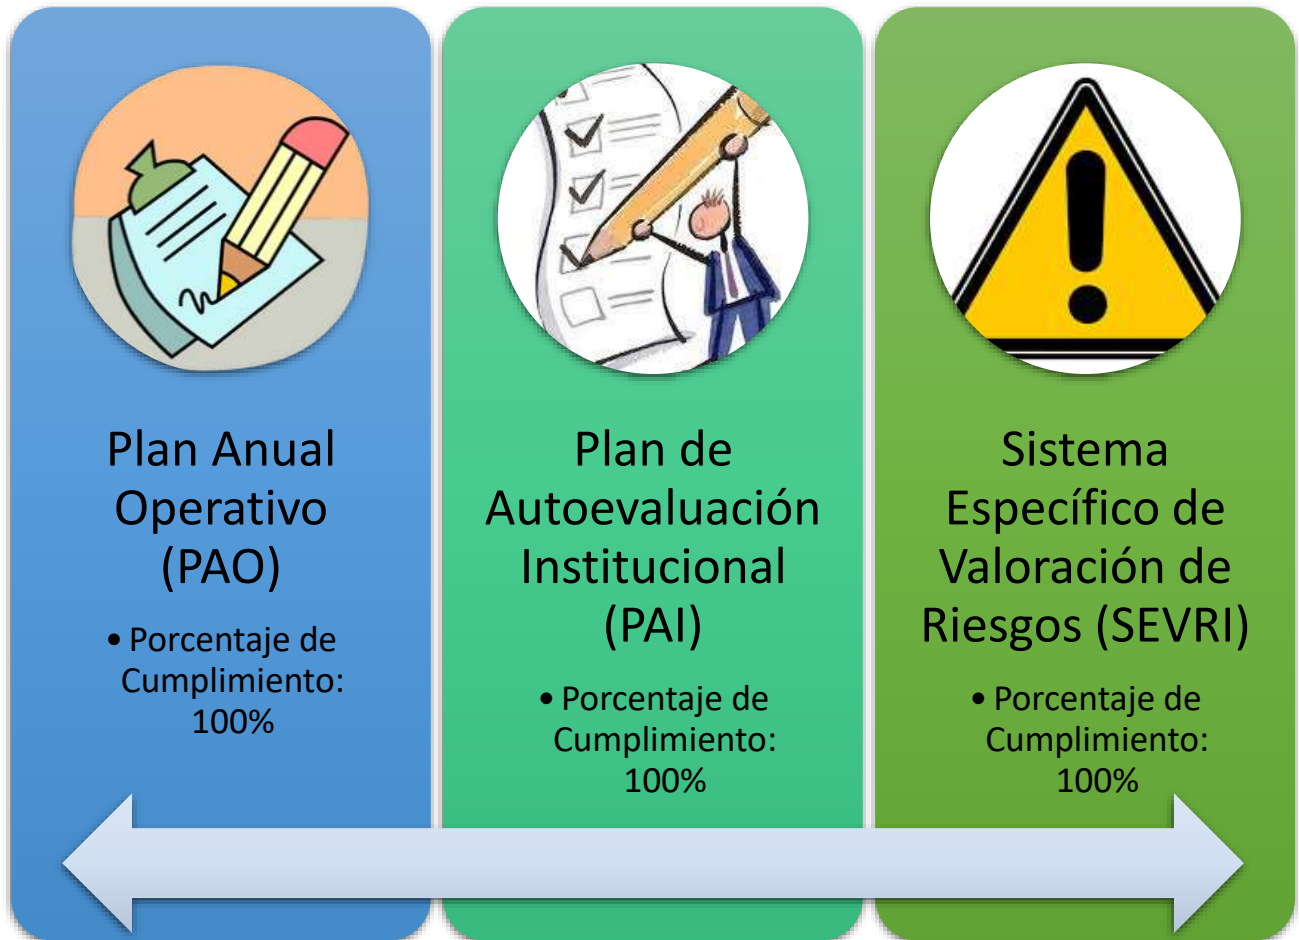 Plan Anual
Operativo
(PAO)
• Porcentaje de
Cumplimiento:
100%
Plan de
Autoevaluación
Institucional
(PAI)
• Porcentaje de
Cumplimiento:
100%
Sistema
Específico de
Valoración de
Riesgos (SEVRI)
• Porcentaje de
Cumplimiento:
100%